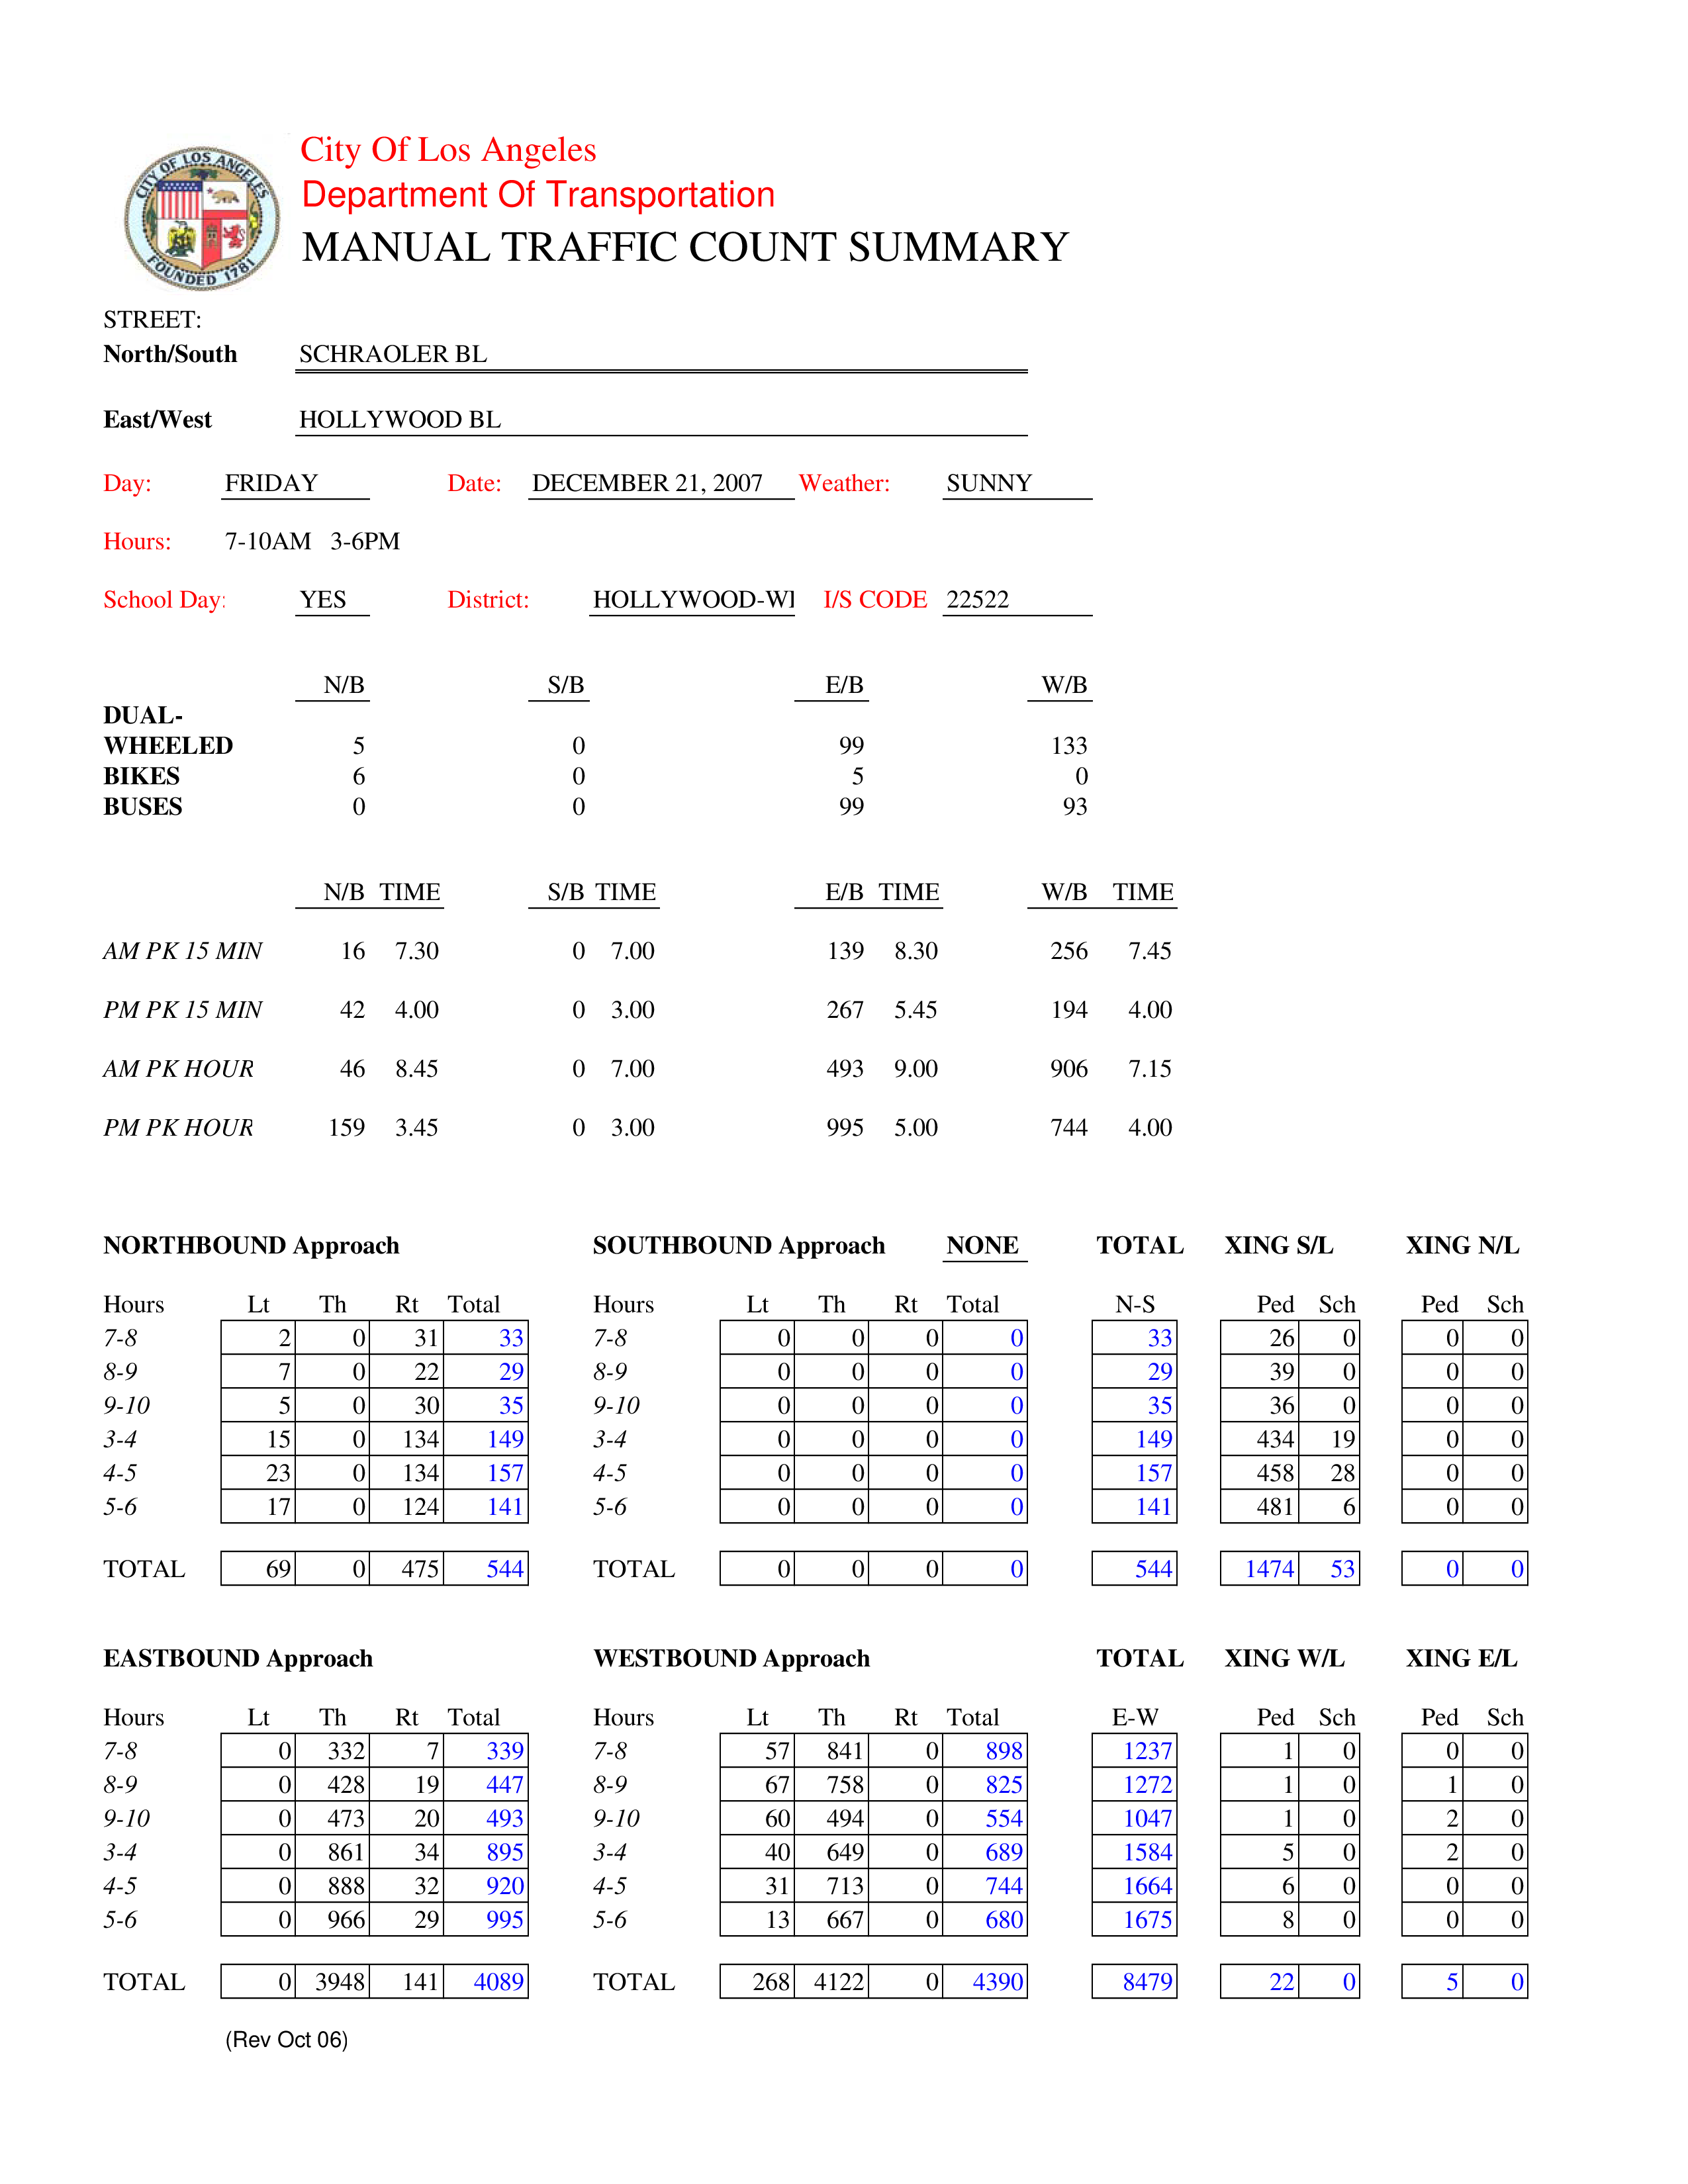 CITY OF LOS ANGELES
FOUNDED 1781
City Of Los Angeles
Department Of Transportation
MANUAL TRAFFIC COUNT SUMMARY
STREET:
North/South SCHRAOLER BL
East/West HOLLYWOOD BL
Day: FRIDAY Date: DECEMBER 21, 2007 Weather: SUNNY
Hours: 7-10AM 3-6PM
School Day: YES District: HOLLYWOOD-WI I/S CODE 22522
N/B S/B E/B W/B
DUAL-
WHEELED 5 0 99 133
BIKES 6 0 5 0
BUSES 0 0 99 93
N/B TIME S/B TIME E/B TIME W/B TIME
AM PK 15 MIN 16 7.30 0 7.00 139 8.30 256 7.45
PM PK 15 MIN 42 4.00 0 3.00 267 5.45 194 4.00
AM PK HOUR 46 8.45 0 7.00 493 9.00 906 7.15
PM PK HOUR 159 3.45 0 3.00 995 5.00 744 4.00
NORTHBOUND Approach SOUTHBOUND Approach NONE TOTAL XING S/L XING N/L
Hours Lt Th Rt Total Hours Lt Th Rt Total N-S Ped Sch Ped Sch
7-8 2 0 31 33 7-8 0 0 0 0 33 26 0 0 0
8-9 7 0 22 29 8-9 0 0 0 0 29 39 0 0 0
9-10 5 0 30 35 9-10 0 0 0 0 35 36 0 0 0
3-4 15 0 134 149 3-4 0 0 0 0 149 434 19 0 0
4-5 23 0 134 157 4-5 0 0 0 0 157 458 28 0 0
5-6 17 0 124 141 5-6 0 0 0 0 141 481 6 0 0
TOTAL 69 0 475 544 TOTAL 0 0 0 0 544 1474 53 0 0
EASTBOUND Approach WESTBOUND Approach TOTAL XING W/L XING E/L
Hours Lt Th Rt Total Hours Lt Th Rt Total E-W Ped Sch Ped Sch
7-8 0 332 7 339 7-8 57 841 0 898 1237 1 0 0 0
8-9 0 428 19 447 8-9 67 758 0 825 1272 1 0 1 0
9-10 0 473 20 493 9-10 60 494 0 554 1047 1 0 2 0
3-4 0 861 34 895 3-4 40 649 0 689 1584 5 0 2 0
4-5 0 888 32 920 4-5 31 713 0 744 1664 6 0 0 0
5-6 0 966 29 995 5-6 13 667 0 680 1675 8 0 0 0
TOTAL 0 3948 141 4089 TOTAL 268 4122 0 4390 8479 22 0 5 0
(Rev Oct 06)